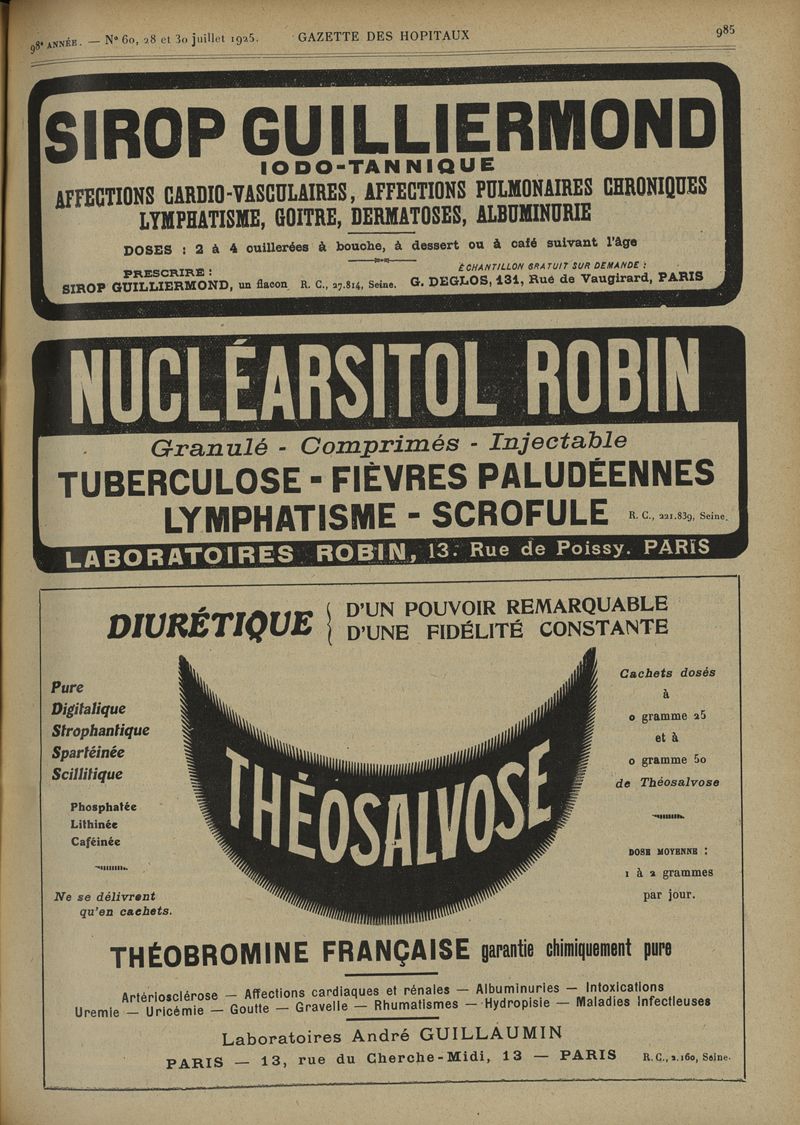 98e ANNÉE. — No 60, 28 et 30 juillet 1925. GAZETTE DES HOPITAUX 985
SIROP GUILLIERMOND
IODO-TANNIQUE
AFFECTIONS CARDIO-VASCULAIRES, AFFECTIONS PULMONAIRES CHRONIQUES
LYMPHATISME, GOITRE, DERMATOSES, ALBUMINURIE
DOSES : 2 à 4 cuillerées à bouche, à dessert ou à café suivant l'âge
PRESCRIRE :
SIROP GUILLIERMOND, un flacon R. C., 27.814, Seine.
ÉCHANTILLON GRATUIT SUR DEMANDE :
G. DEGLOS, 131, Rue de Vaugirard, PARIS
NUCLÉARSITOL ROBIN
Granulé - Comprimés - Injectable
TUBERCULOSE - FIÈVRES PALUDÉENNES
LYMPHATISME - SCROFULE R. C., 221.839, Seine.
LABORATOIRES ROBIN, 13. Rue de Poissy. PARIS
DIURÉTIQUE { D'UN POUVOIR REMARQUABLE
D'UNE FIDÉLITÉ CONSTANTE
Pure
Digitalique
Strophantique
Spartéinée
Scillitique
Phosphatée
Lithinée
Caféinée
Ne se délivrent
qu'en cachets.
THÉOSALVOSE
Cachets dosés
à
0 gramme 25
et à
0 gramme 50
de Théosalvose
DOSE MOYENNE :
1 à 2 grammes
par jour.
THÉOBROMINE FRANÇAISE garantie chimiquement pure
Artériosclérose — Affections cardiaques et rénales — Albuminuries — Intoxications
Uremie — Uricémie — Goutte — Gravelle — Rhumatismes — Hydropisie — Maladies Infectieuses
Laboratoires André GUILLAUMIN
PARIS — 13, rue du Cherche-Midi, 13 — PARIS R. C., 2.160, Seine.